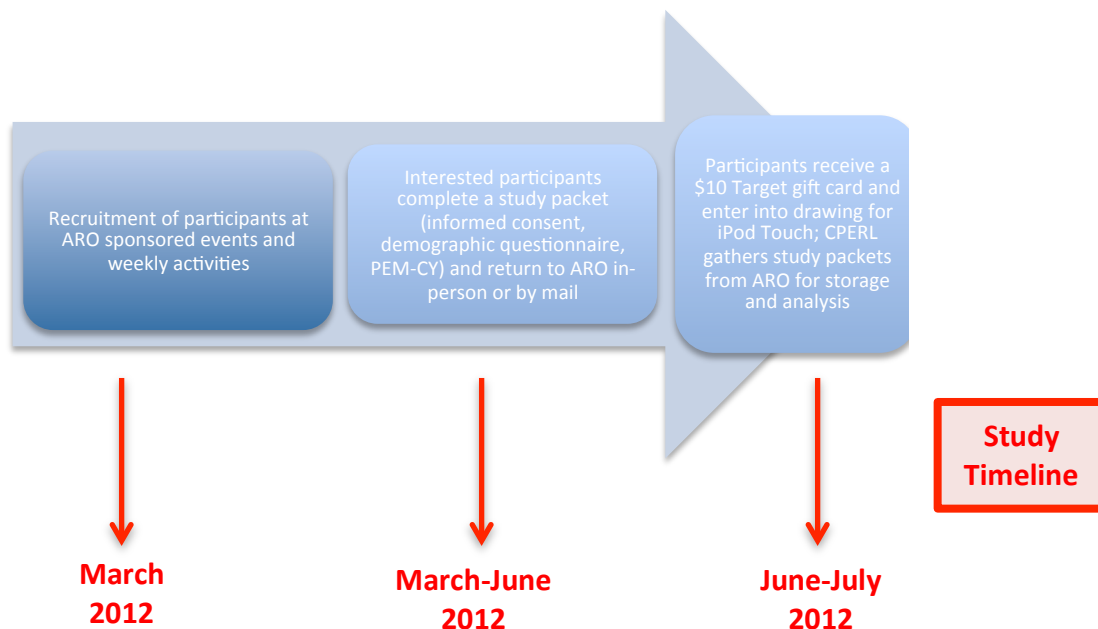 Recruitment of participants at
ARO sponsored events and
weekly activities
Interested participants
complete a study packet
(informed consent,
demographic questionnaire,
PEM-CY) and return to ARO in-
person or by mail
Participants receive a
$10 Target gift card and
enter into drawing for
iPod Touch; CPERL
gathers study packets
from ARO for storage
and analysis
Study
Timeline
March
2012
March-June
2012
June-July
2012